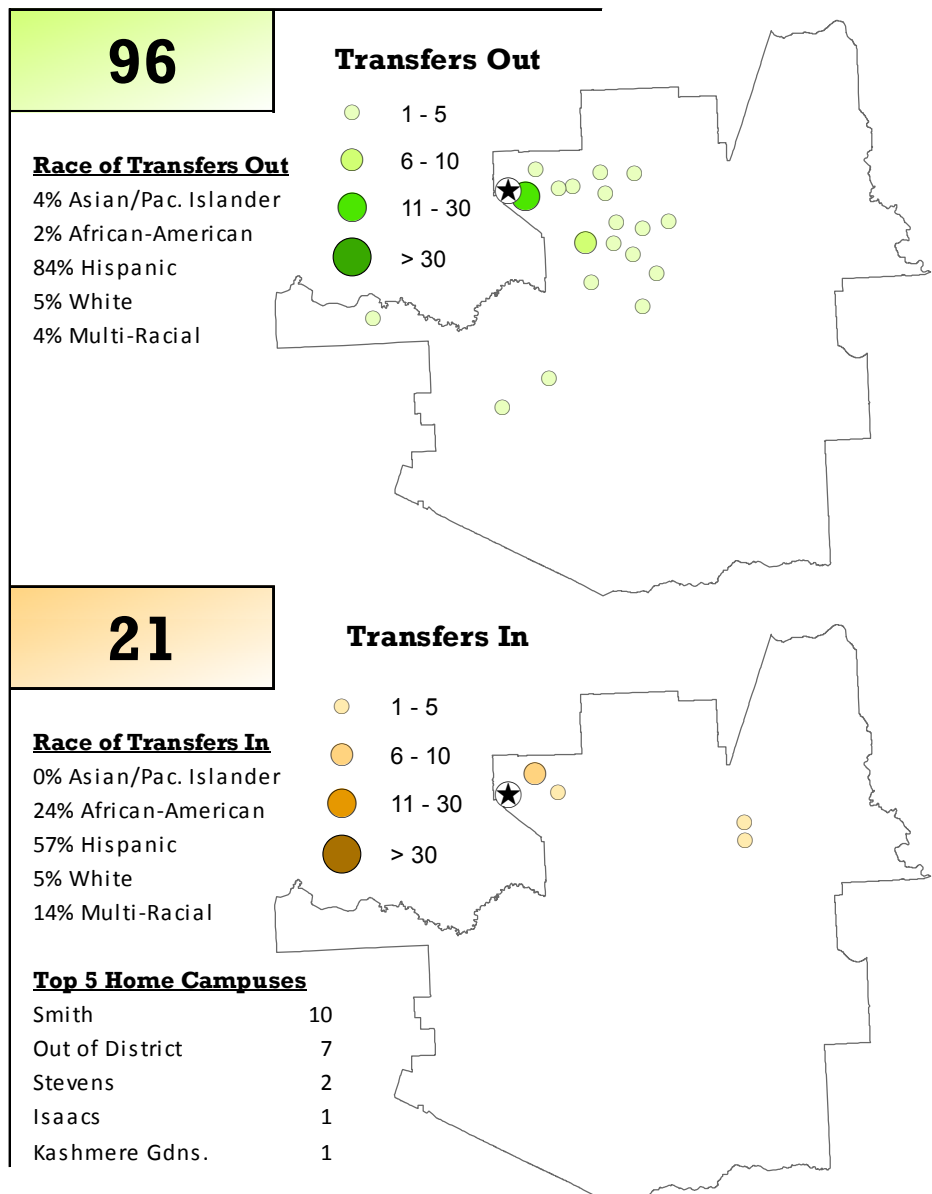 96
Transfers Out
1 - 5
6 - 10
11 - 30
> 30
Race of Transfers Out
4% Asian/Pac. Islander
2% African-American
84% Hispanic
5% White
4% Multi-Racial
21
Transfers In
1 - 5
6 - 10
11 - 30
> 30
Race of Transfers In
0% Asian/Pac. Islander
24% African-American
57% Hispanic
5% White
14% Multi-Racial
Top 5 Home Campuses
Smith 10
Out of District 7
Stevens 2
Isaacs 1
Kashmere Gdns. 1